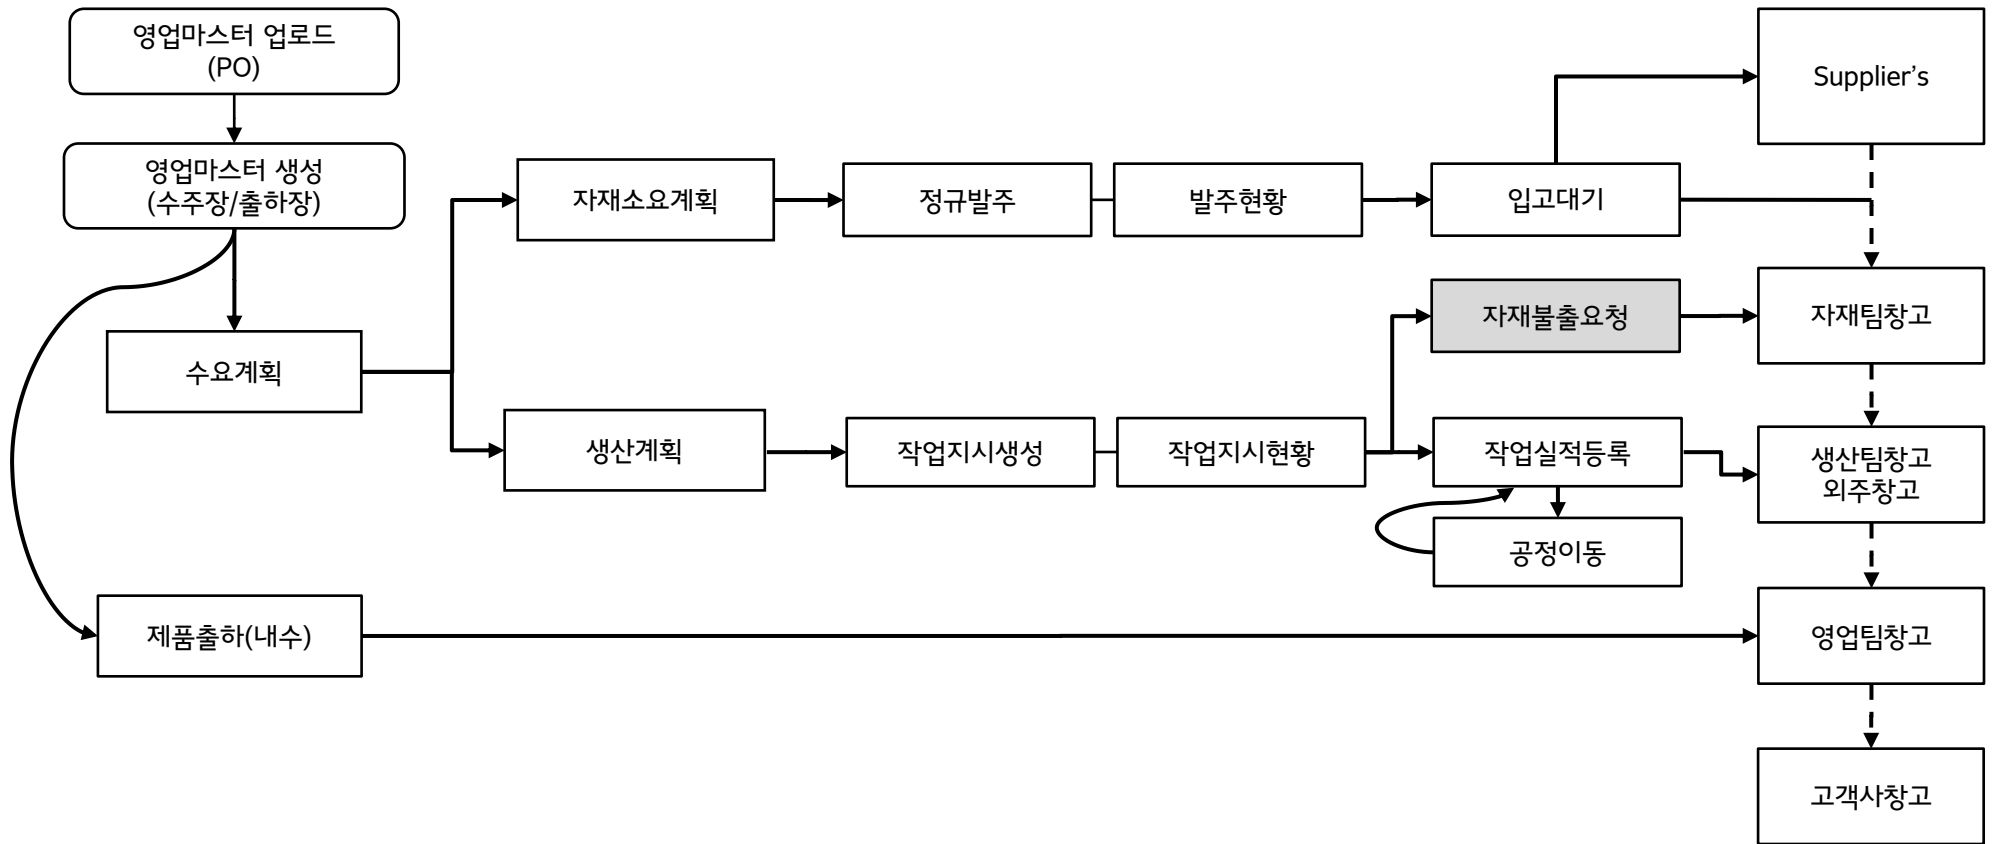 영업마스터 업로드
(PO)
영업마스터 생성
(수주장/출하장)
수요계획
제품출하(내수)
자재소요계획
정규발주
발주현황
입고대기
Supplier's
자재불출요청
자재팀창고
생산계획
작업지시생성
작업지시현황
작업실적등록
공정이동
생산팀창고
외주창고
영업팀창고
고객사창고